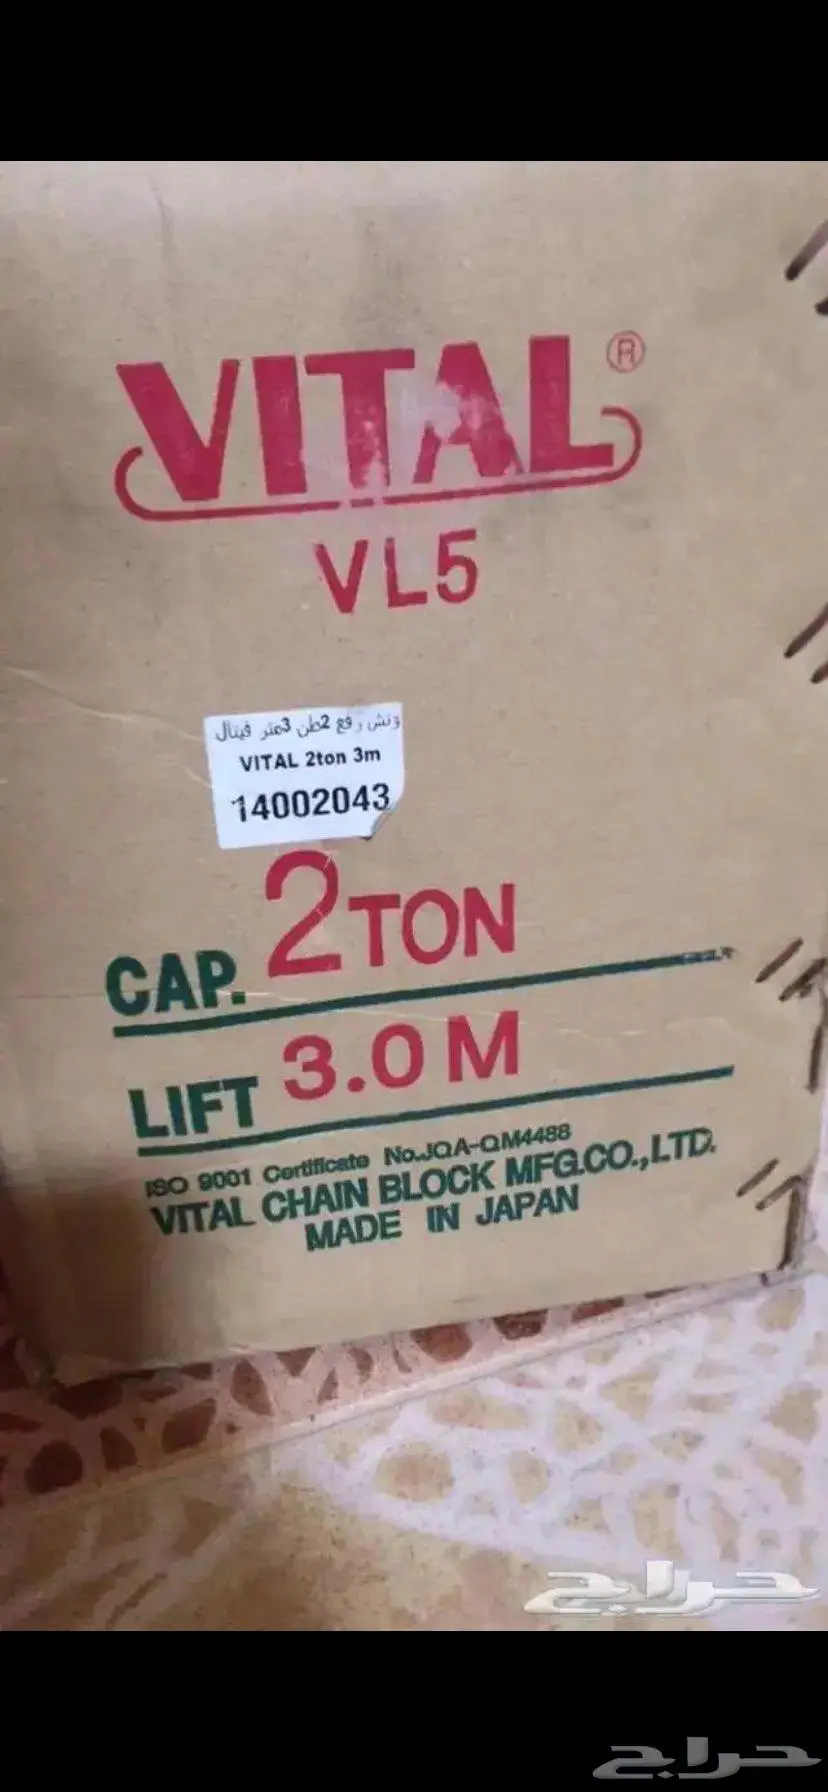 VITAL®
VL5
ونش رفع 2طن 3متر فيتال
VITAL 2ton 3m
14002043
CAP. 2TON
LIFT 3.0 M
ISO 9001 Certificate No.JQA-QM4488
VITAL CHAIN BLOCK MFG.CO.,LTD.
MADE IN JAPAN
حراج
حراج